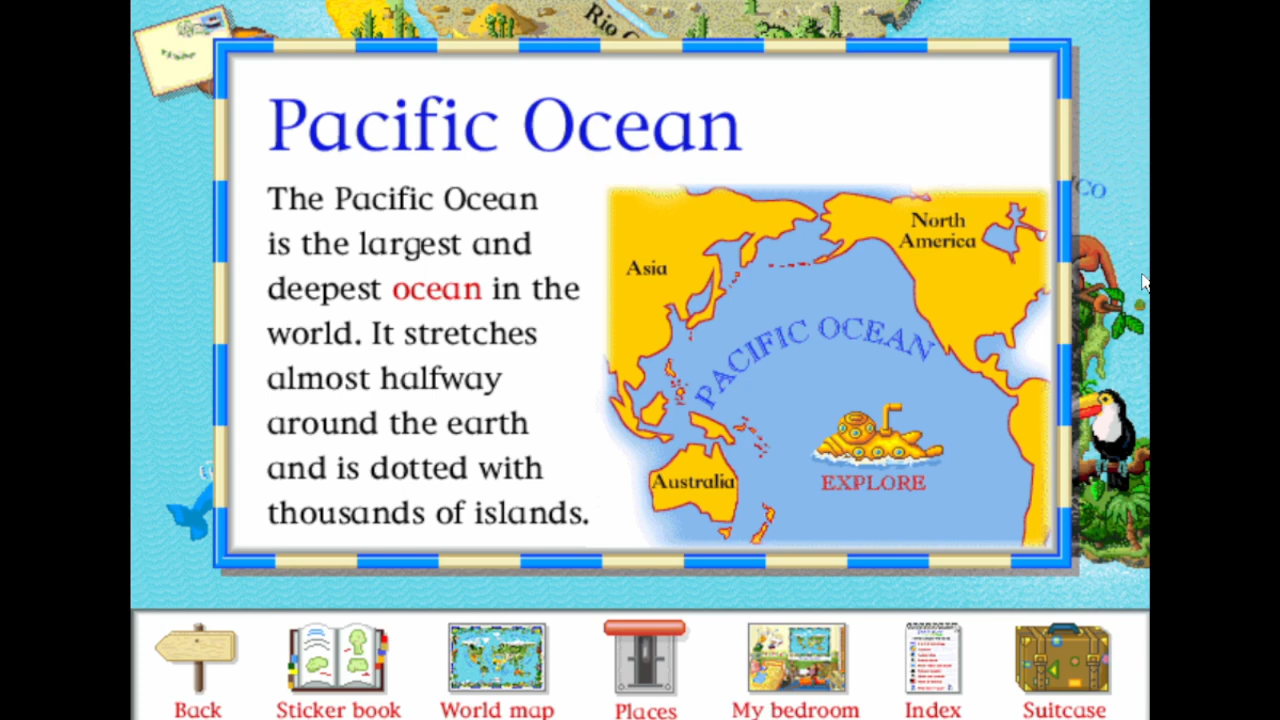 Rio
Pacific Ocean
The Pacific Ocean
is the largest and
deepest ocean in the
world. It stretches
almost halfway
around the earth
and is dotted with
thousands of islands.
North
America
Asia
PACIFIC OCEAN
Australia
EXPLORE
Back
Sticker book
World map
Places
My bedroom
Index
Suitcase